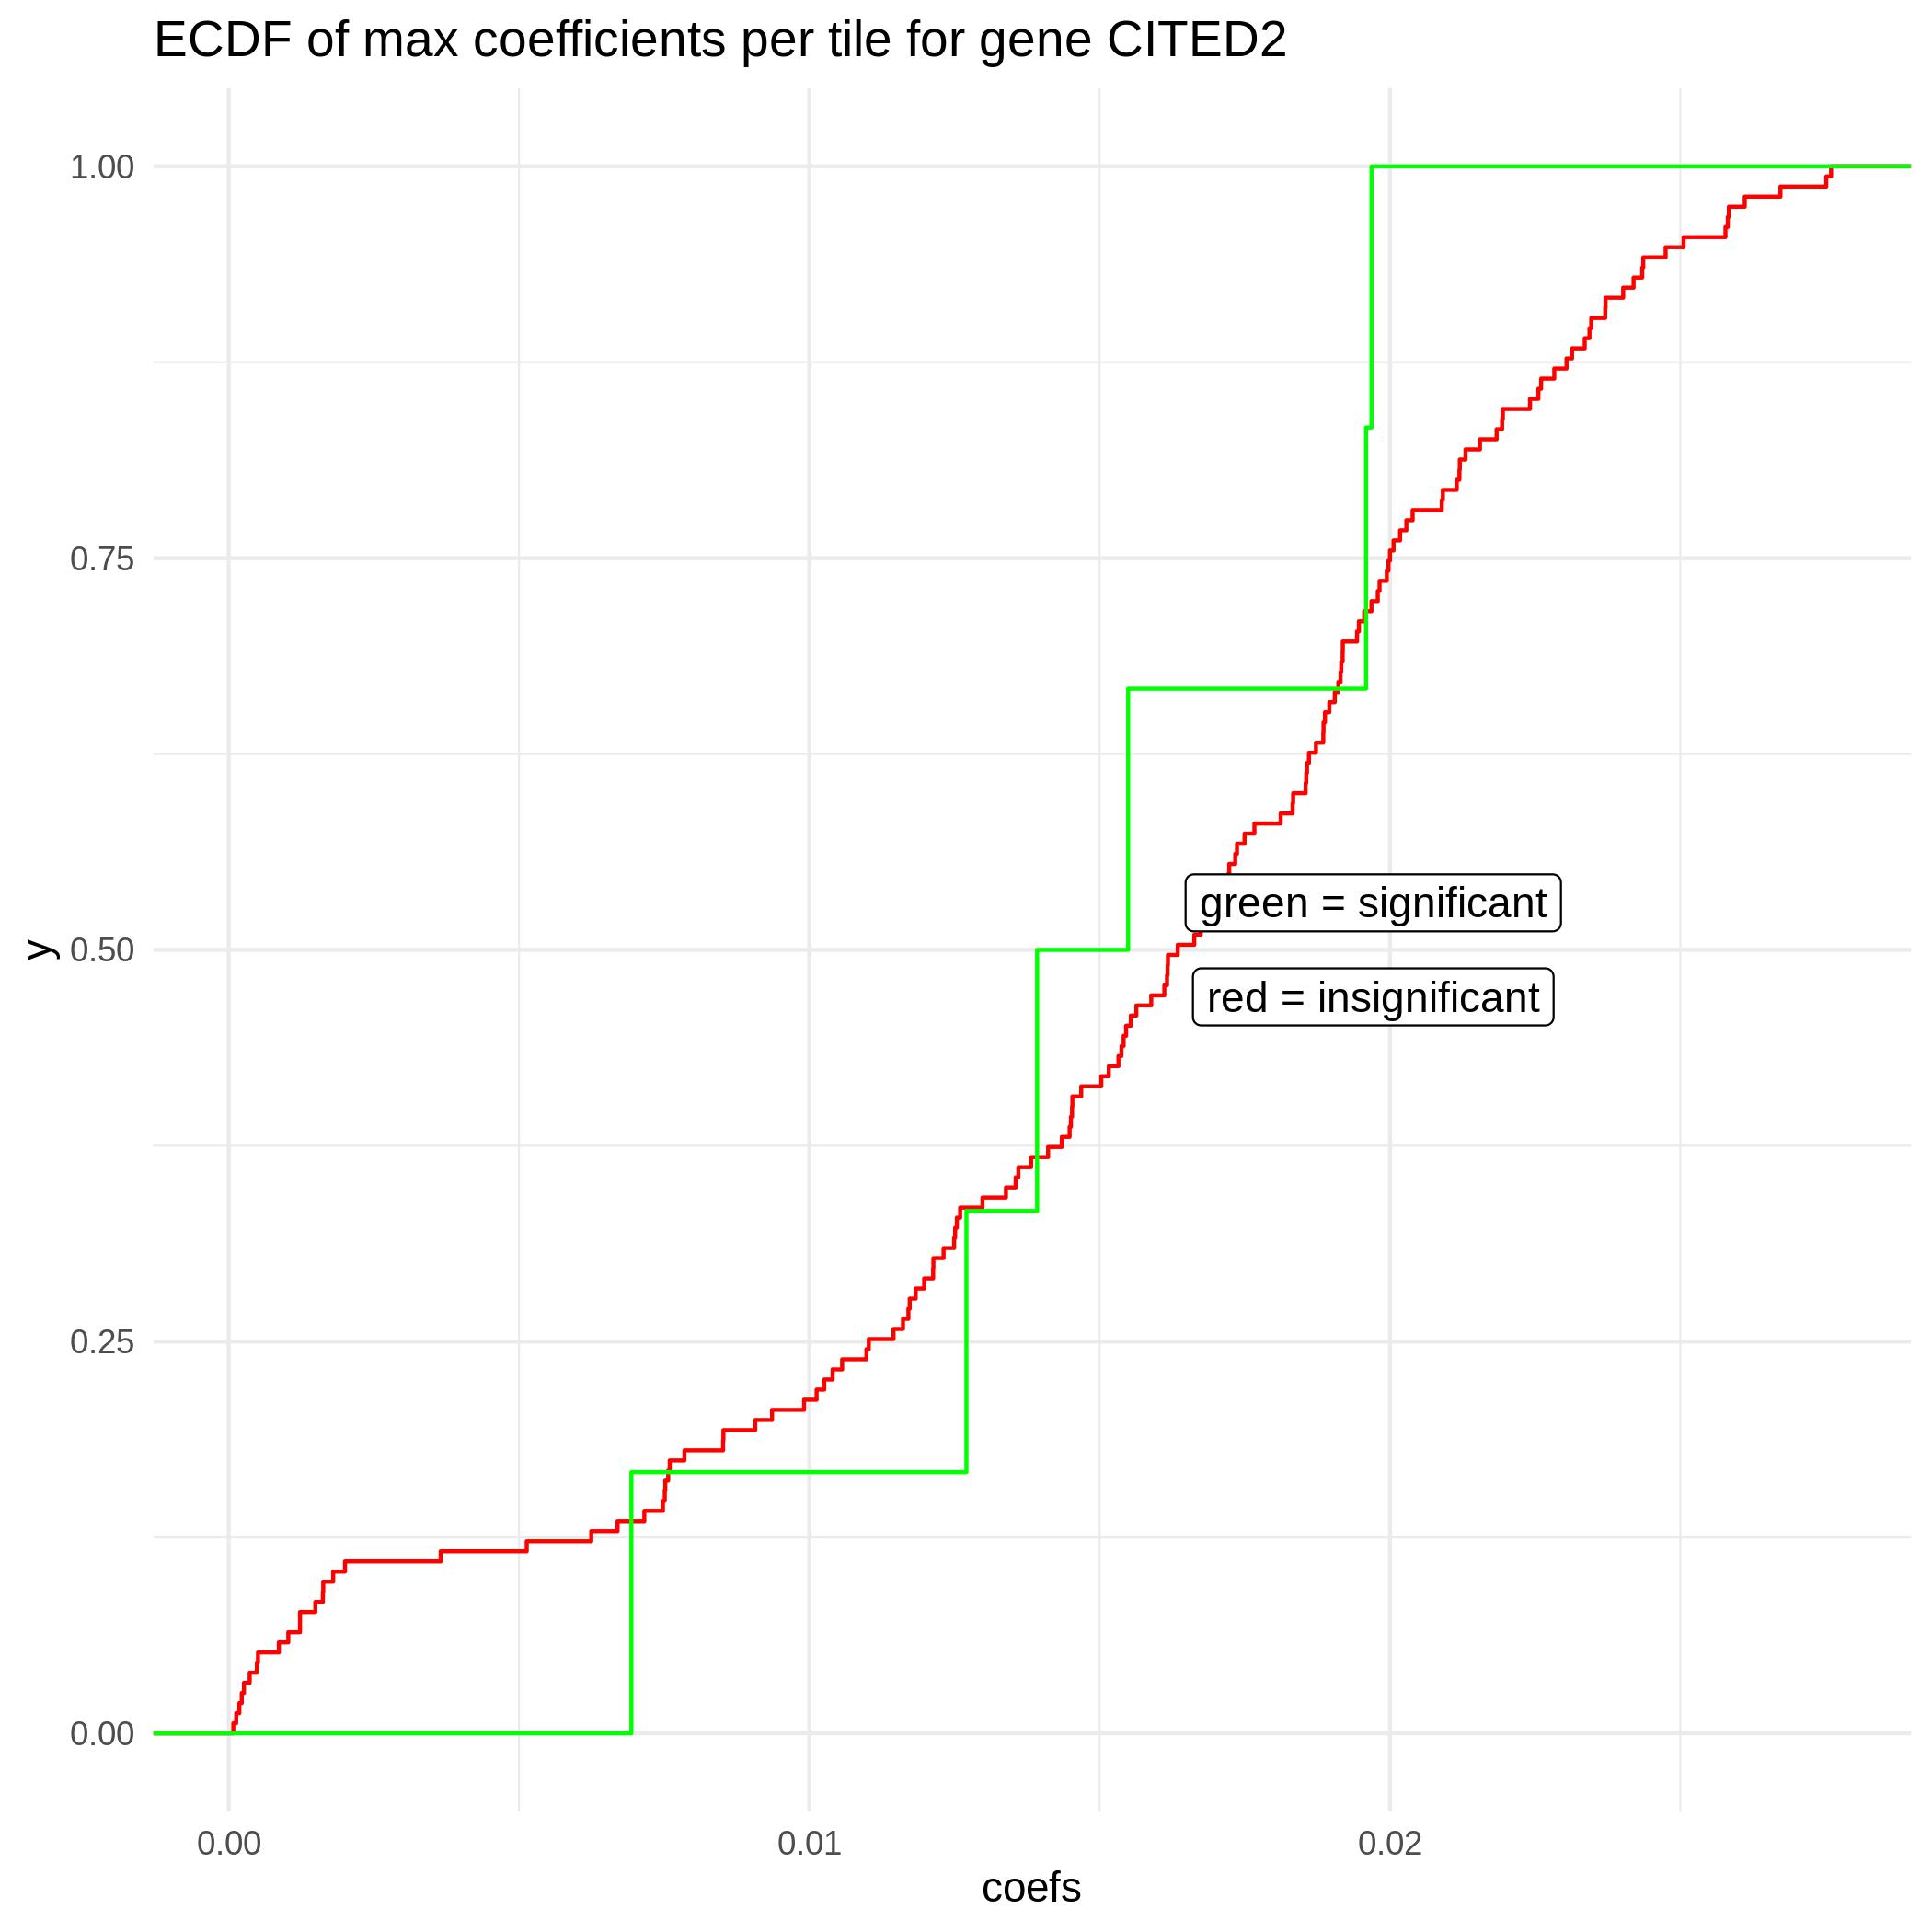 ECDF of max coefficients per tile for gene CITED2
1.00
0.75
green = significant
y
0.50
red = insignificant
0.25
0.00
0.00
0.01
0.02
coefs